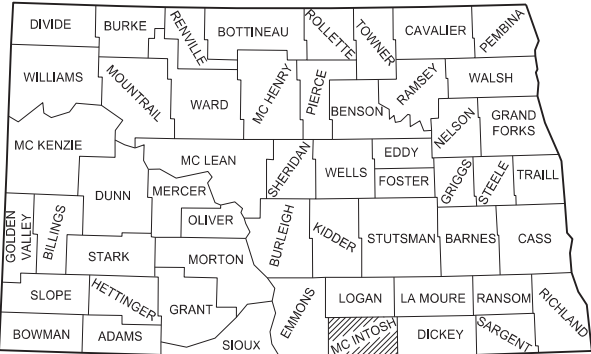 DIVIDE
BURKE
RENVILLE
BOTTINEAU
ROLLETTE
TOWNER
CAVALIER
PEMBINA
WILLIAMS
MOUNTRAIL
WARD
MC HENRY
PIERCE
BENSON
RAMSEY
WALSH
MC KENZIE
NELSON
GRAND
FORKS
MC LEAN
SHERIDAN
WELLS
EDDY
FOSTER
GRIGGS
STEELE
TRAILL
DUNN
MERCER
OLIVER
GOLDEN
VALLEY
BILLINGS
BURLEIGH
KIDDER
STUTSMAN
BARNES
CASS
STARK
MORTON
SLOPE
HETTINGER
GRANT
EMMONS
LOGAN
LA MOURE
RANSOM
RICHLAND
BOWMAN
ADAMS
SIOUX
MC INTOSH
DICKEY
SARGENT